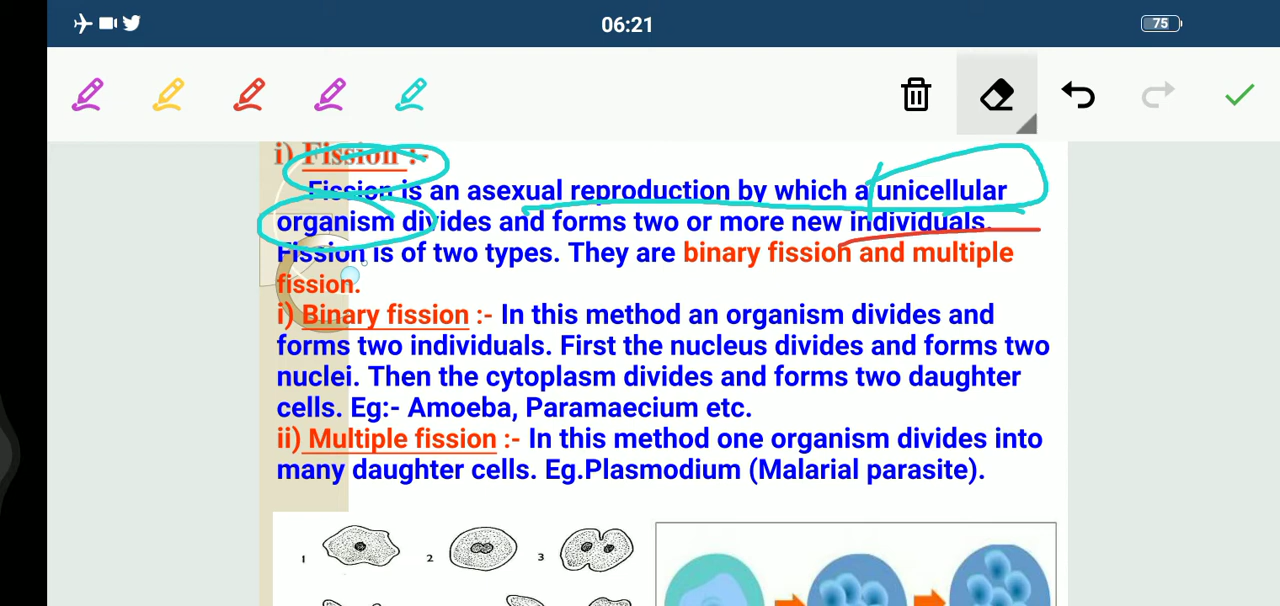 06:21
75
i) Fission :-
Fission is an asexual reproduction by which a unicellular
organism divides and forms two or more new individuals.
Fission is of two types. They are binary fission and multiple
fission.
i) Binary fission :- In this method an organism divides and
forms two individuals. First the nucleus divides and forms two
nuclei. Then the cytoplasm divides and forms two daughter
cells. Eg:- Amoeba, Paramaecium etc.
ii) Multiple fission :- In this method one organism divides into
many daughter cells. Eg.Plasmodium (Malarial parasite).
1 2 3